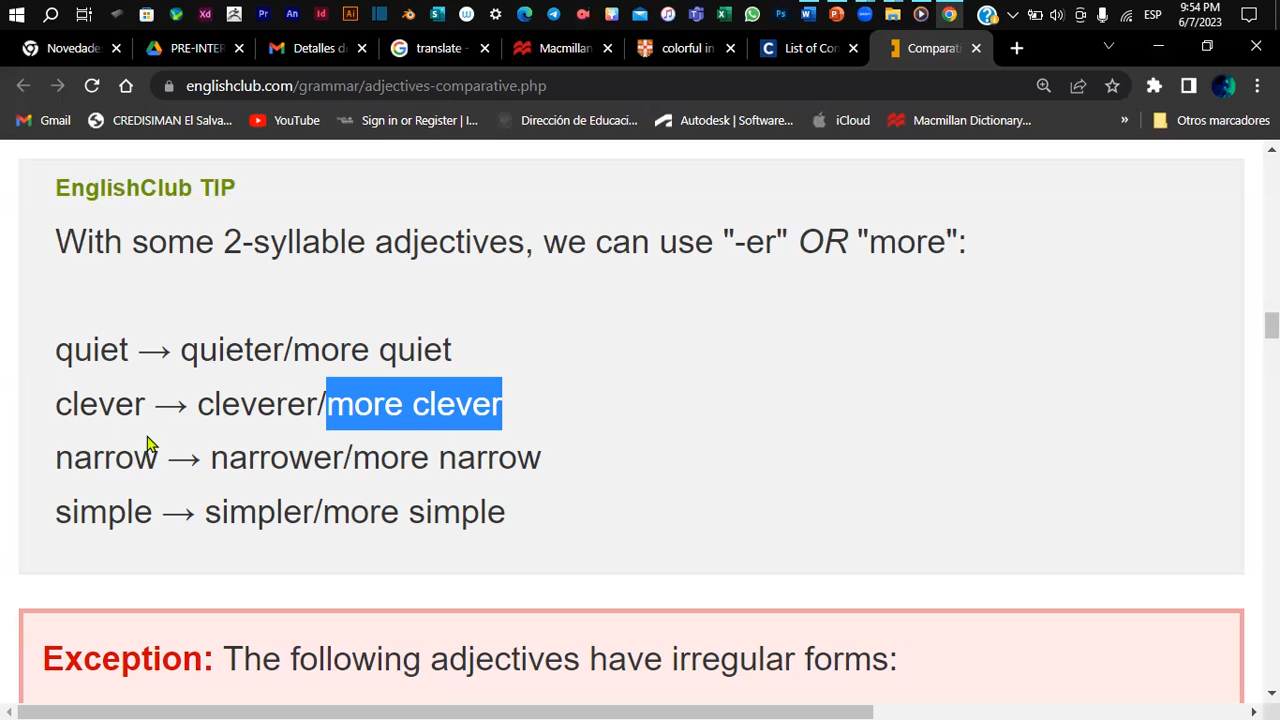 9:54 PM
ESP
6/7/2023
Novedade
PRE-INTER
Detalles d
translate -
Macmillan
colorful in
List of Con
Comparati
englishclub.com/grammar/adjectives-comparative.php
Gmail
CREDISIMAN El Salva...
YouTube
Sign in or Register | I...
Dirección de Educaci...
Autodesk | Software...
iCloud
Macmillan Dictionary...
»
Otros marcadores
EnglishClub TIP
With some 2-syllable adjectives, we can use "-er" OR "more":
quiet → quieter/more quiet
clever → cleverer/more clever
narrow → narrower/more narrow
simple → simpler/more simple
Exception: The following adjectives have irregular forms: